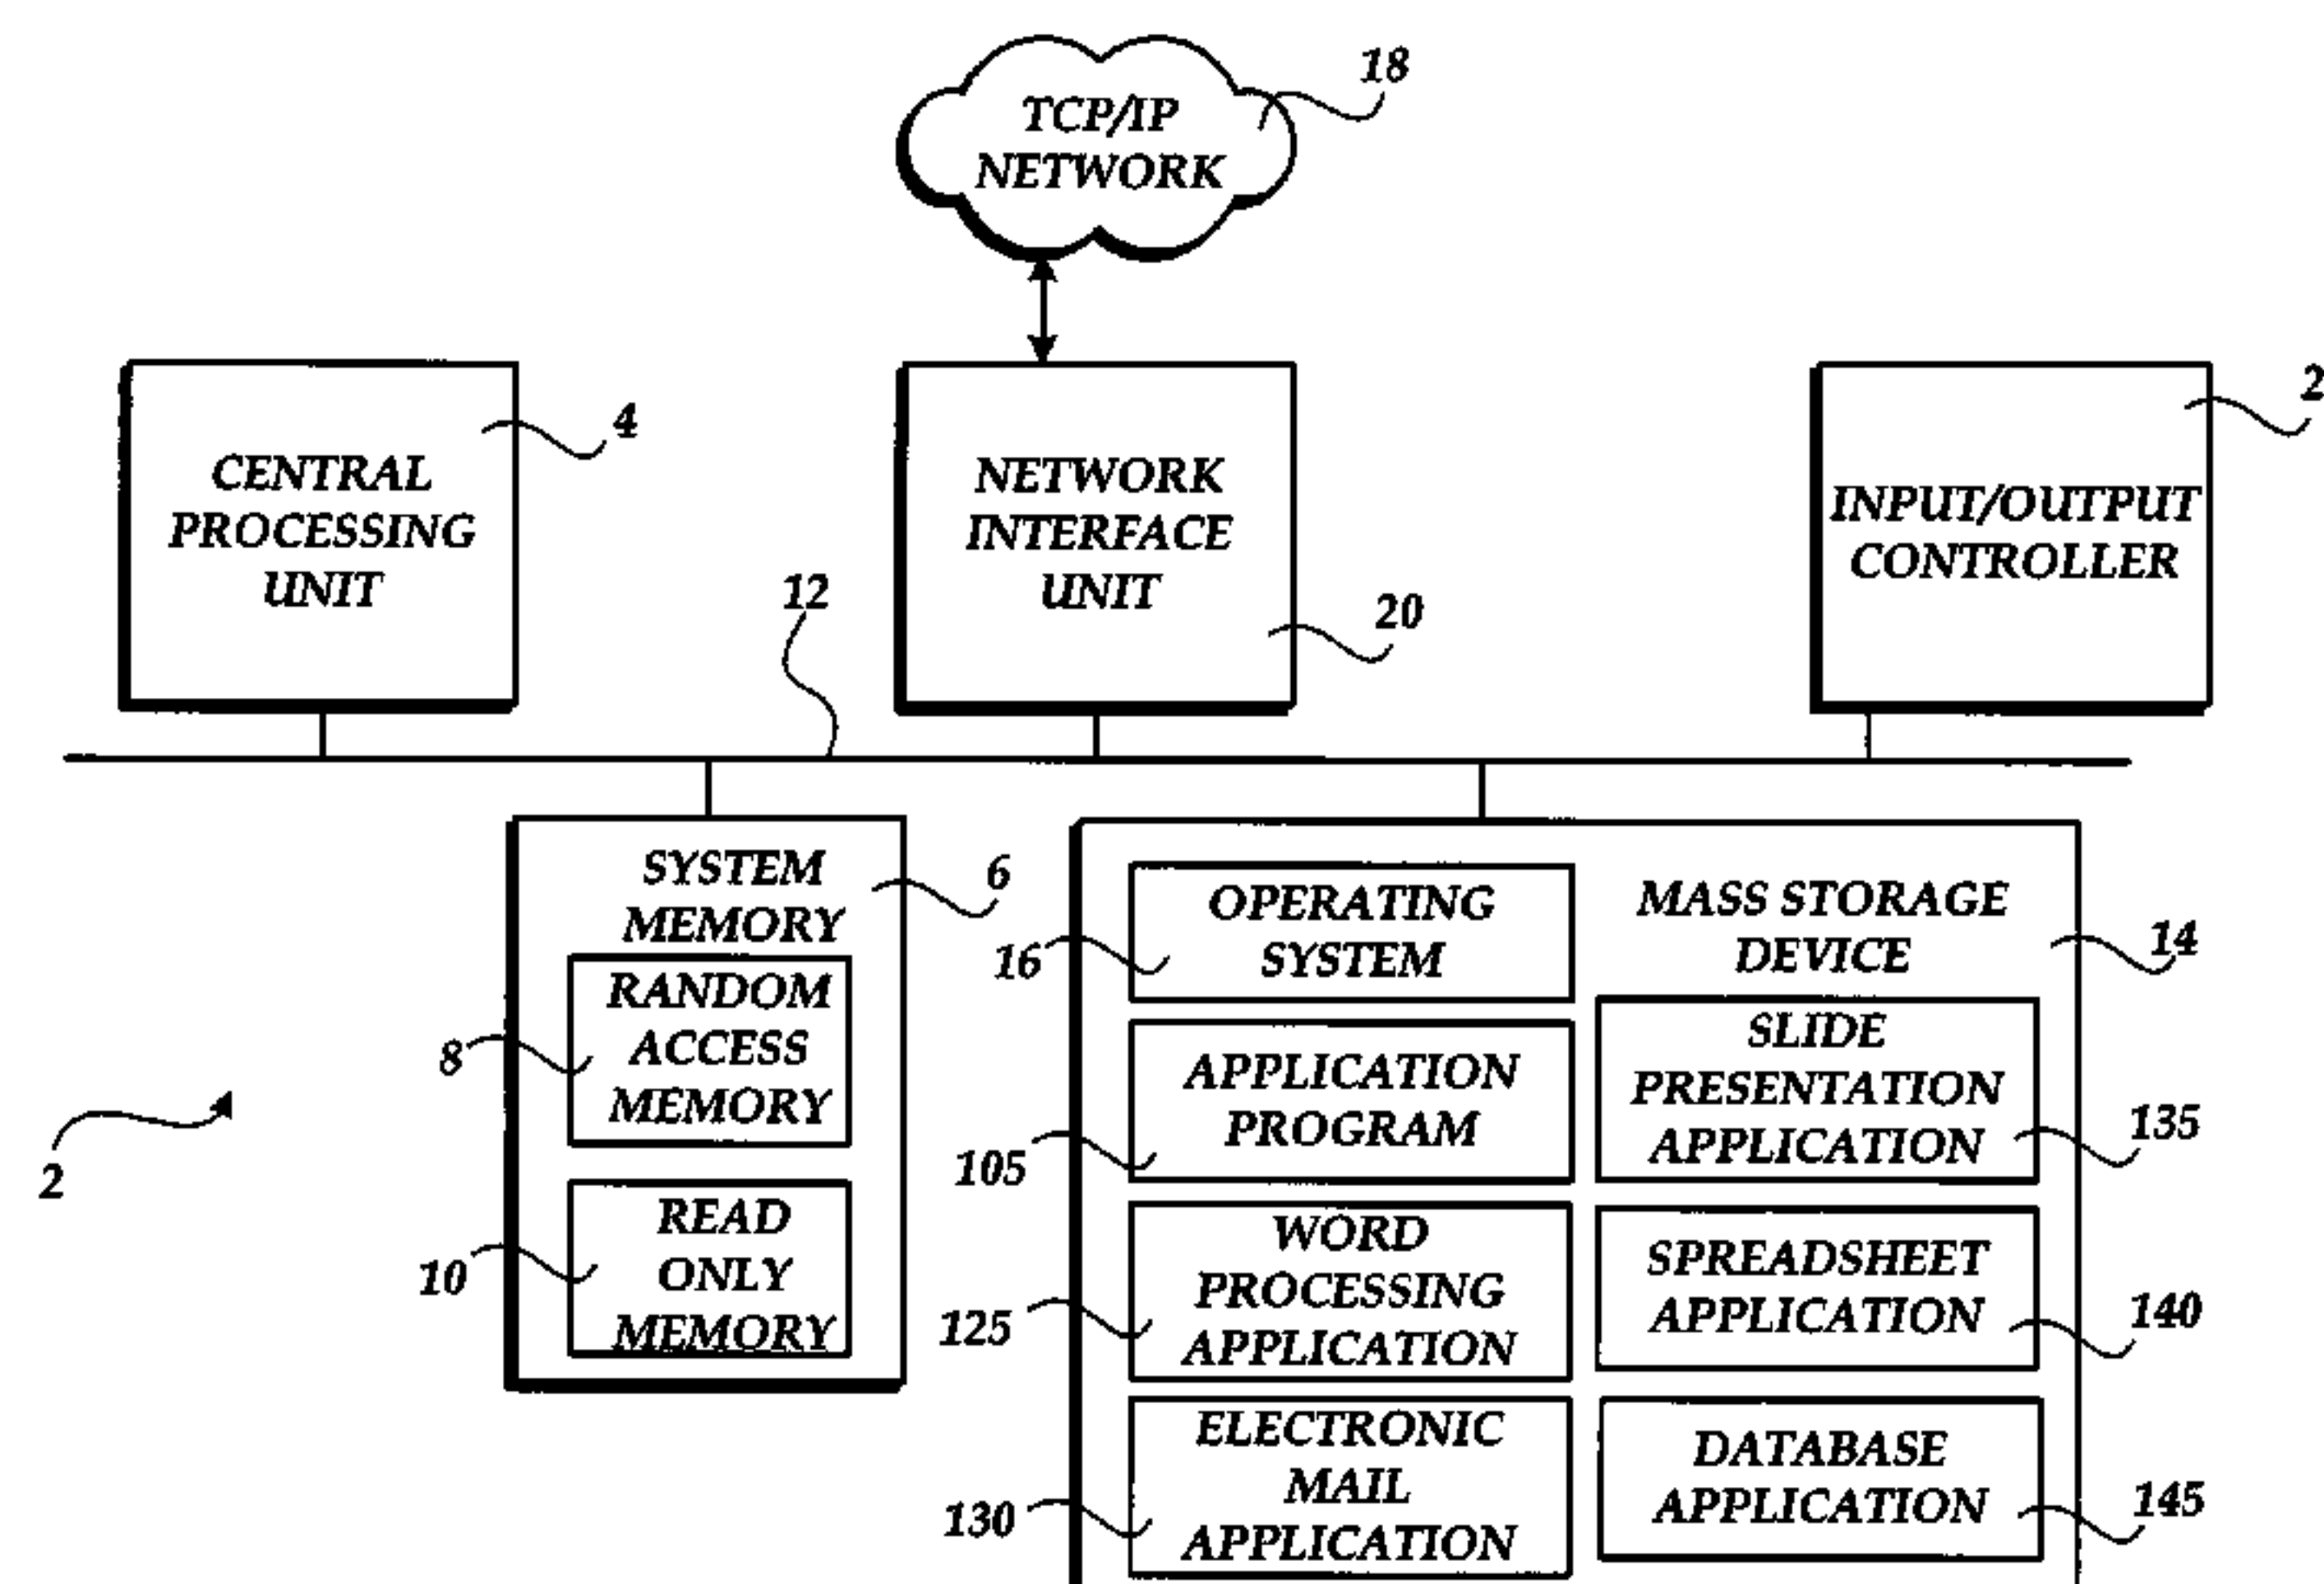 18
TCP/IP
NETWORK
4
CENTRAL
PROCESSING
UNIT
NETWORK
INTERFACE
UNIT
20
2
INPUT/OUTPUT
CONTROLLER
12
SYSTEM
MEMORY
6
RANDOM
ACCESS
MEMORY
8
READ
ONLY
MEMORY
10
2
OPERATING
SYSTEM
16
MASS STORAGE
DEVICE
14
APPLICATION
PROGRAM
105
SLIDE
PRESENTATION
APPLICATION
135
WORD
PROCESSING
APPLICATION
125
SPREADSHEET
APPLICATION
140
ELECTRONIC
MAIL
APPLICATION
130
DATABASE
APPLICATION
145